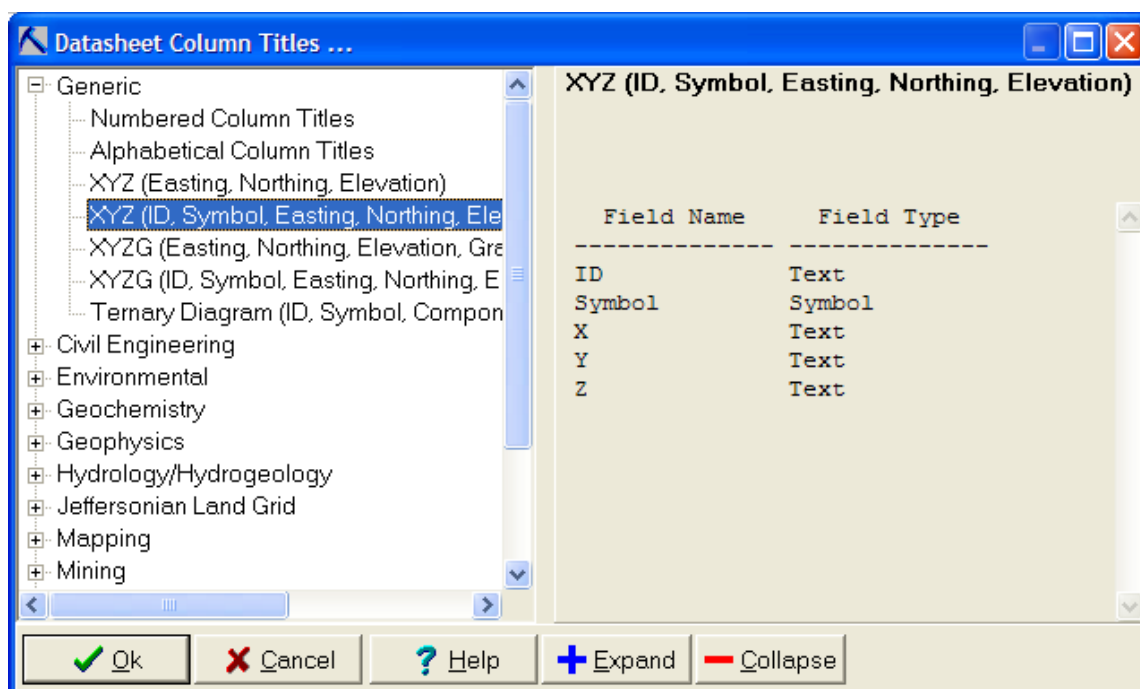 Datasheet Column Titles ...
Generic
Numbered Column Titles
Alphabetical Column Titles
XYZ (Easting, Northing, Elevation)
XYZ (ID, Symbol, Easting, Northing, Ele
XYZG (Easting, Northing, Elevation, Gra
XYZG (ID, Symbol, Easting, Northing, E
Ternary Diagram (ID, Symbol, Compon
Civil Engineering
Environmental
Geochemistry
Geophysics
Hydrology/Hydrogeology
Jeffersonian Land Grid
Mapping
Mining
XYZ (ID, Symbol, Easting, Northing, Elevation)
Field Name Field Type
-------------- --------------
ID Text
Symbol Symbol
X Text
Y Text
Z Text
Ok Cancel Help Expand Collapse